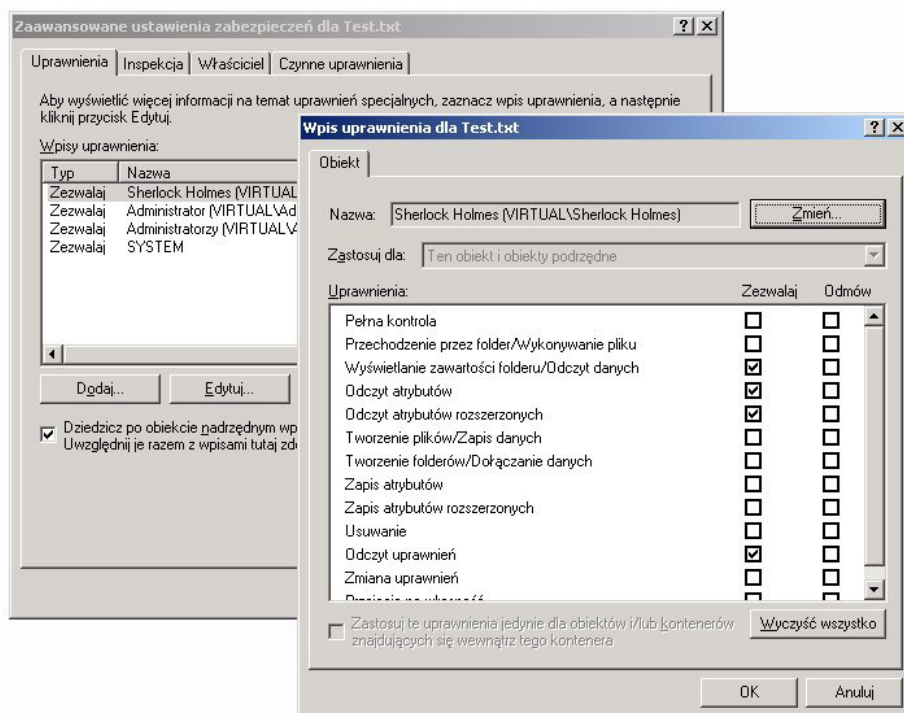 Zaawansowane ustawienia zabezpieczeń dla Test.txt
Uprawnienia Inspekcja Właściciel Czynne uprawnienia
Aby wyświetlić więcej informacji na temat uprawnień specjalnych, zaznacz wpis uprawnienia, a następnie
kliknij przycisk Edytuj.
Wpisy uprawnienia:
Typ Nazwa
Zezwalaj Sherlock Holmes (VIRTUAL
Zezwalaj Administrator (VIRTUAL\Ad
Zezwalaj Administratorzy (VIRTUAL\
Zezwalaj SYSTEM
Dodaj... Edytuj...
Dziedzicz po obiekcie nadrzędnym wp
Uwzględnij je razem z wpisami tutaj zd
Wpis uprawnienia dla Test.txt
Obiekt
Nazwa: Sherlock Holmes (VIRTUAL\Sherlock Holmes) Zmień...
Zastosuj dla: Ten obiekt i obiekty podrzędne
Uprawnienia: Zezwalaj Odmów
Pełna kontrola
Przechodzenie przez folder/Wykonywanie pliku
Wyświetlanie zawartości folderu/Odczyt danych
Odczyt atrybutów
Odczyt atrybutów rozszerzonych
Tworzenie plików/Zapis danych
Tworzenie folderów/Dołączanie danych
Zapis atrybutów
Zapis atrybutów rozszerzonych
Usuwanie
Odczyt uprawnień
Zmiana uprawnień
Zastosuj te uprawnienia jedynie dla obiektów i/lub kontenerów
znajdujących się wewnątrz tego kontenera
Wyczyść wszystko
OK Anuluj